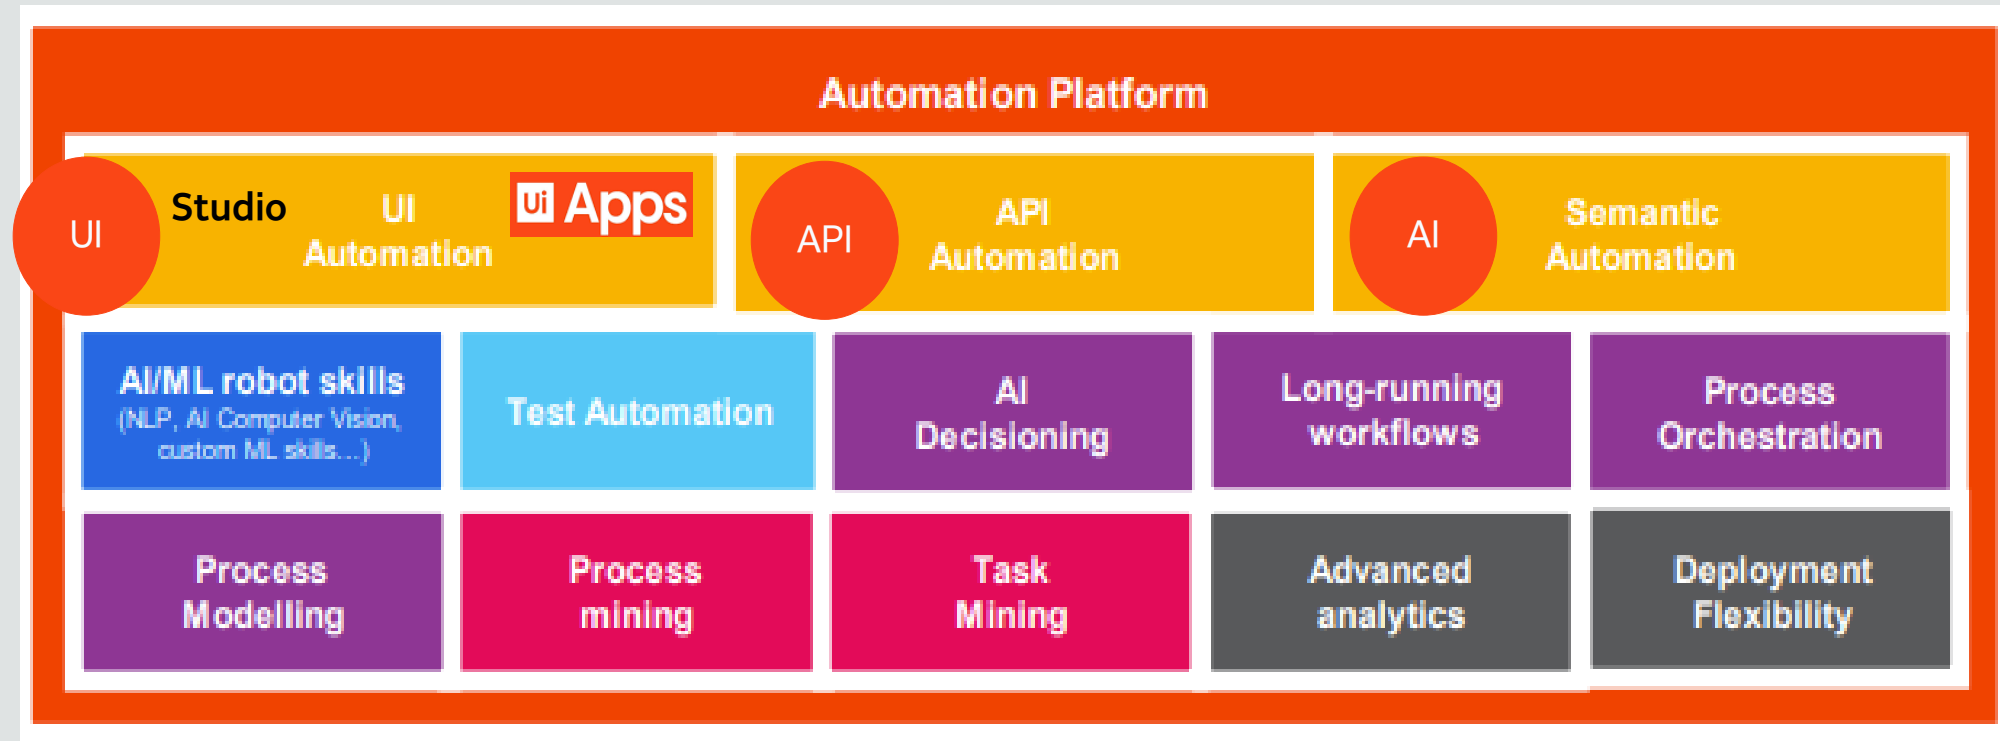 Automation Platform
UI
Studio
UI
Automation
Ui Apps
API
API
Automation
AI
Semantic
Automation
AI/ML robot skills
(NLP, AI Computer Vision,
custom ML skills...)
Test Automation
AI
Decisioning
Long-running
workflows
Process
Orchestration
Process
Modelling
Process
mining
Task
Mining
Advanced
analytics
Deployment
Flexibility